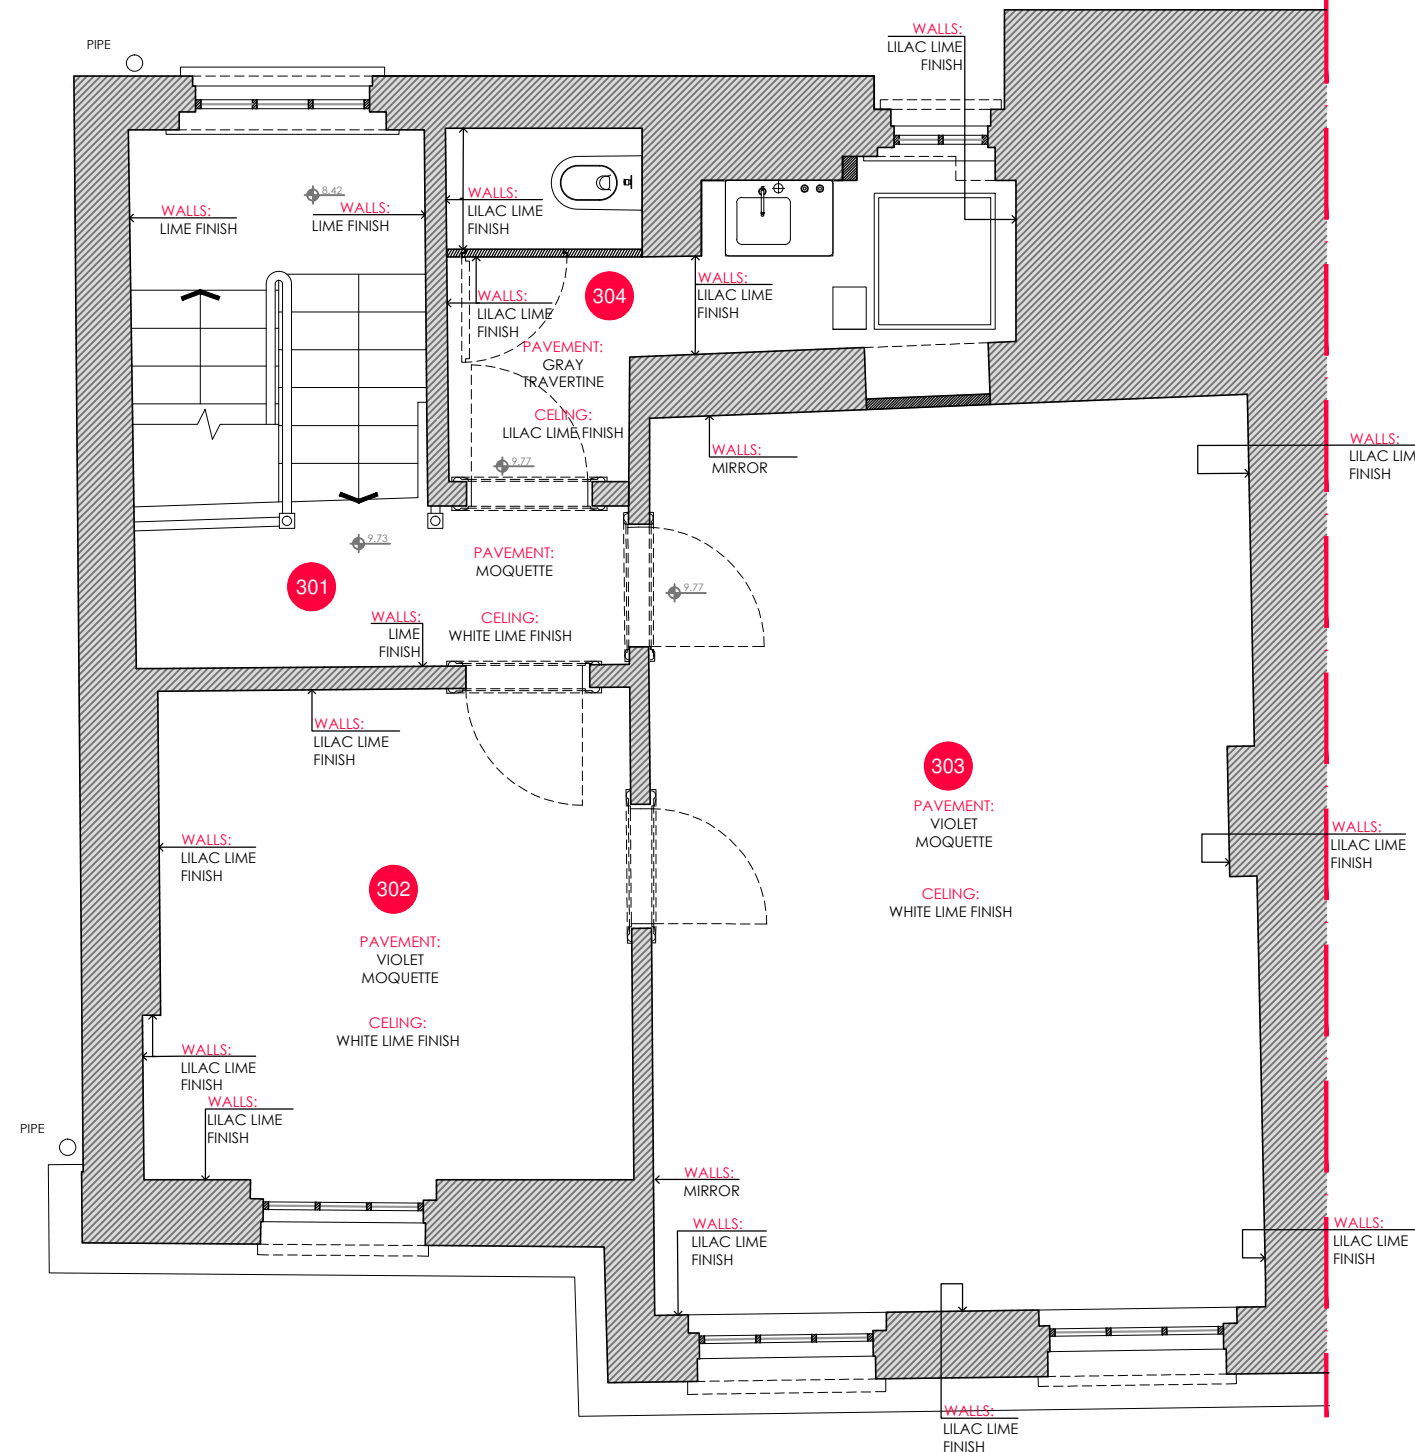 WALLS:
LILAC LIME
FINISH
PIPE
8.42
WALLS:
LIME FINISH
WALLS:
LIME FINISH
WALLS:
LILAC LIME
FINISH
WALLS:
LILAC LIME
FINISH
304
WALLS:
LILAC LIME
FINISH
PAVEMENT:
GRAY
TRAVERTINE
CELING:
LILAC LIME FINISH
9.77
WALLS:
MIRROR
WALLS:
LILAC LIM
FINISH
9.73
301
PAVEMENT:
MOQUETTE
9.77
WALLS:
LIME
FINISH
CELING:
WHITE LIME FINISH
WALLS:
LILAC LIME
FINISH
303
PAVEMENT:
VIOLET
MOQUETTE
CELING:
WHITE LIME FINISH
WALLS:
LILAC LIME
FINISH
WALLS:
LILAC LIME
FINISH
302
PAVEMENT:
VIOLET
MOQUETTE
CELING:
WHITE LIME FINISH
WALLS:
LILAC LIME
FINISH
WALLS:
LILAC LIME
FINISH
PIPE
WALLS:
MIRROR
WALLS:
LILAC LIME
FINISH
WALLS:
LILAC LIME
FINISH
WALLS:
LILAC LIME
FINISH